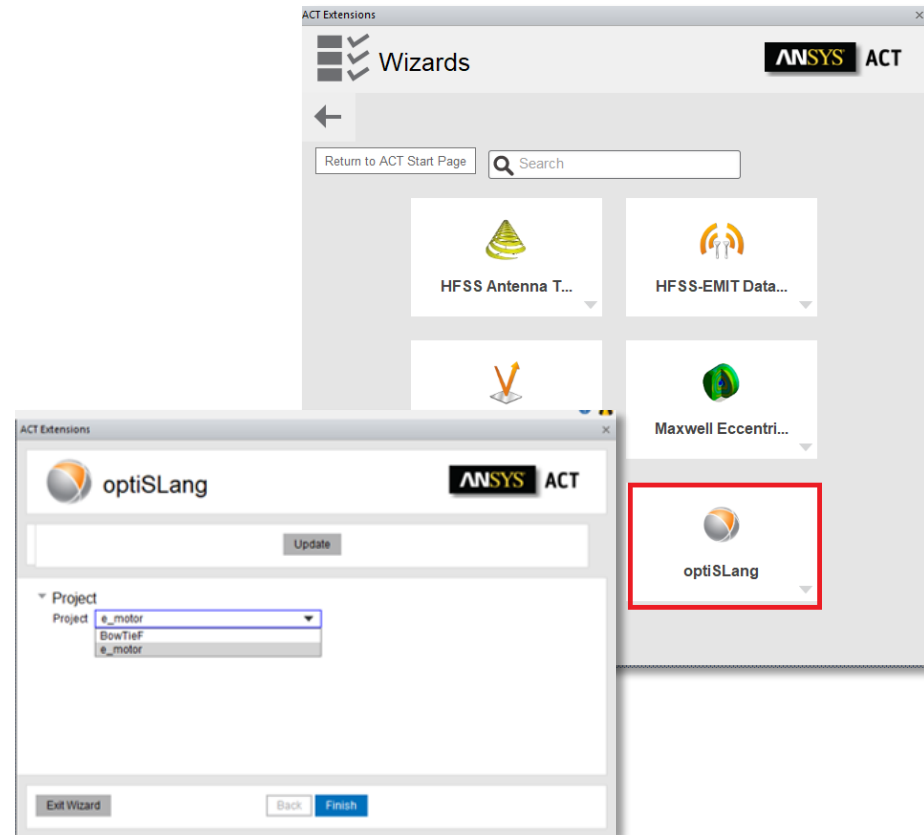 ACT Extensions
Wizards
ANSYS ACT
Return to ACT Start Page
Search
HFSS Antenna T...
HFSS-EMIT Data...
Maxwell Eccentri...
optiSLang
ACT Extensions
optiSLang
ANSYS ACT
Update
Project
Project e_motor
BowTieF
e_motor
Exit Wizard Back Finish